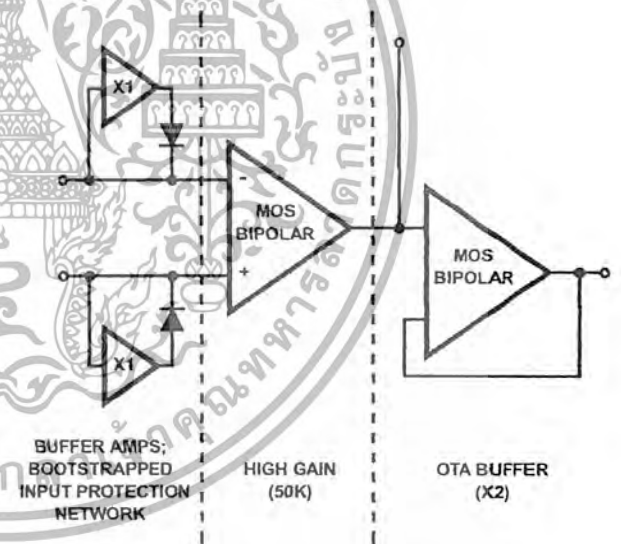 X1
-
MOS
BIPOLAR
+
MOS
BIPOLAR
X1
BUFFER AMPS;
BOOTSTRAPPED
INPUT PROTECTION
NETWORK
HIGH GAIN
(50K)
OTA BUFFER
(X2)